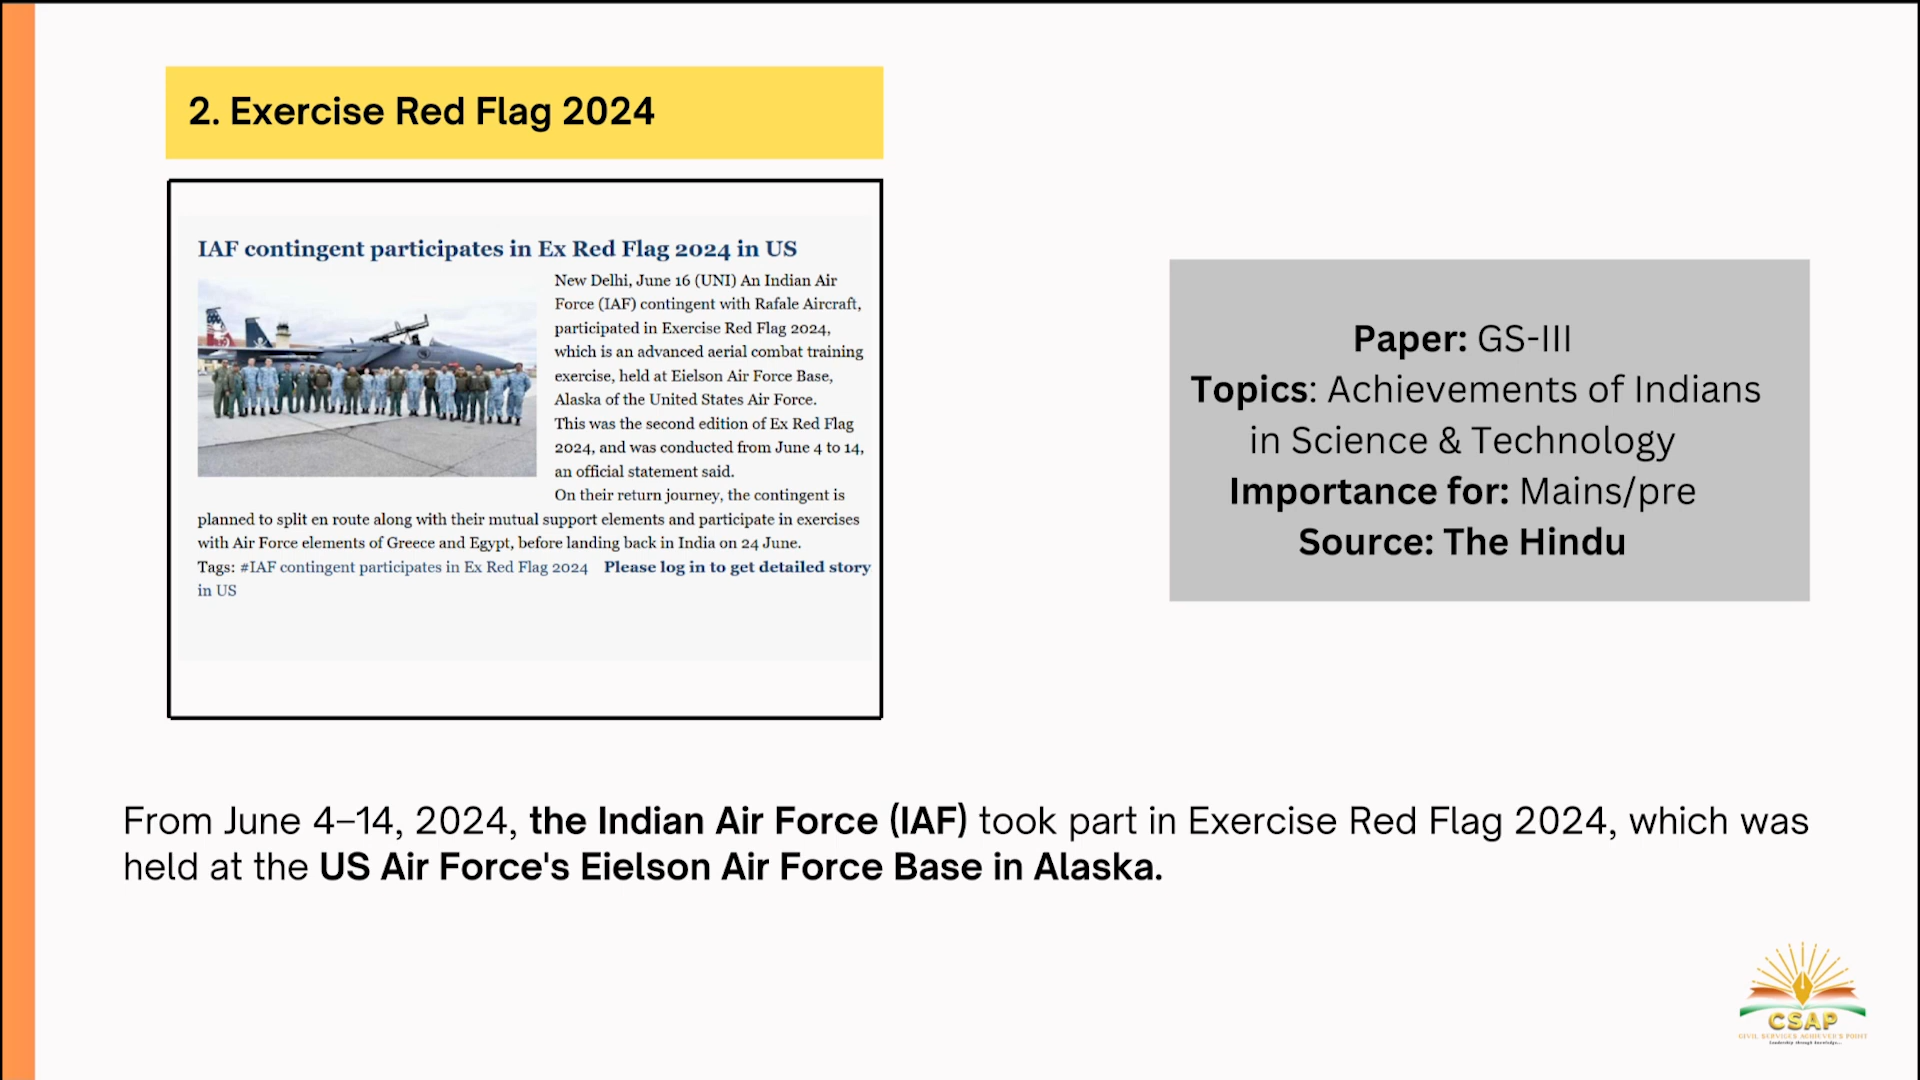 2. Exercise Red Flag 2024
IAF contingent participates in Ex Red Flag 2024 in US
New Delhi, June 16 (UNI) An Indian Air
Force (IAF) contingent with Rafale Aircraft,
participated in Exercise Red Flag 2024,
which is an advanced aerial combat training
exercise, held at Eielson Air Force Base,
Alaska of the United States Air Force.
This was the second edition of Ex Red Flag
2024, and was conducted from June 4 to 14,
an official statement said.
On their return journey, the contingent is
planned to split en route along with their mutual support elements and participate in exercises
with Air Force elements of Greece and Egypt, before landing back in India on 24 June.
Tags: #IAF contingent participates in Ex Red Flag 2024 Please log in to get detailed story
in US
Paper: GS-III
Topics: Achievements of Indians
in Science & Technology
Importance for: Mains/pre
Source: The Hindu
From June 4–14, 2024, the Indian Air Force (IAF) took part in Exercise Red Flag 2024, which was
held at the US Air Force's Eielson Air Force Base in Alaska.
CSAP
CIVIL SERVICES ACHIEVER'S POINT
Leadership through knowledge...